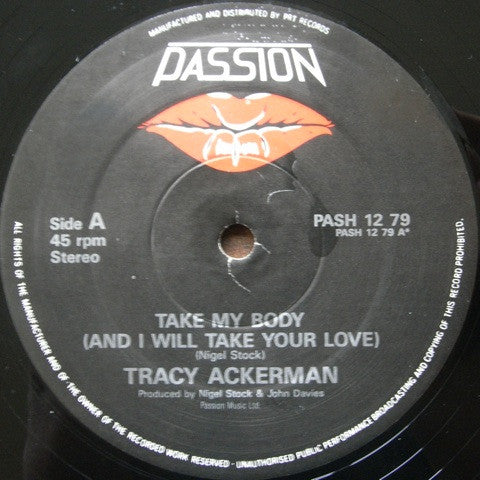 MANUFACTURED AND DISTRIBUTED BY PRT RECORDS
PASSION
Side A
45 rpm
Stereo
PASH 12 79
PASH 12 79 A*
TAKE MY BODY
(AND I WILL TAKE YOUR LOVE)
(Nigel Stock)
TRACY ACKERMAN
Produced by Nigel Stock & John Davies
Passion Music Ltd.
ALL RIGHTS OF THE MANUFACTURER AND OF THE OWNER OF THE RECORDED WORK RESERVED - UNAUTHORISED PUBLIC PERFORMANCE BROADCASTING AND COPYING OF THIS RECORD PROHIBITED.